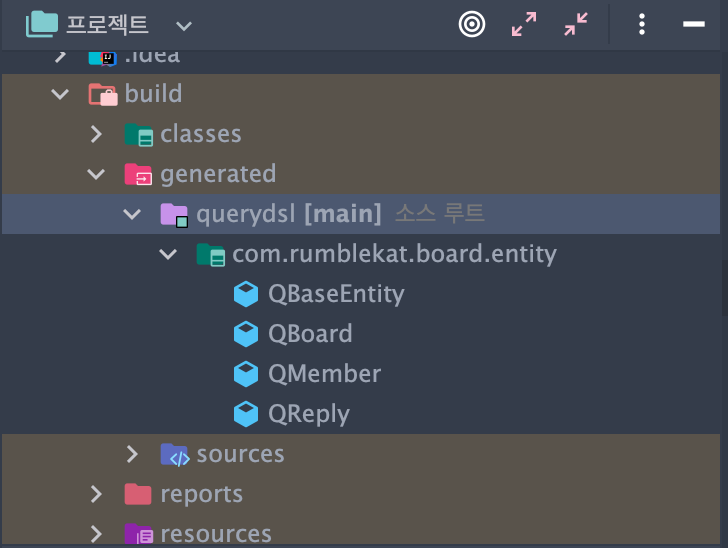 프로젝트
.idea
build
classes
generated
querydsl [main] 소스 루트
com.rumblekat.board.entity
QBaseEntity
QBoard
QMember
QReply
sources
reports
resources